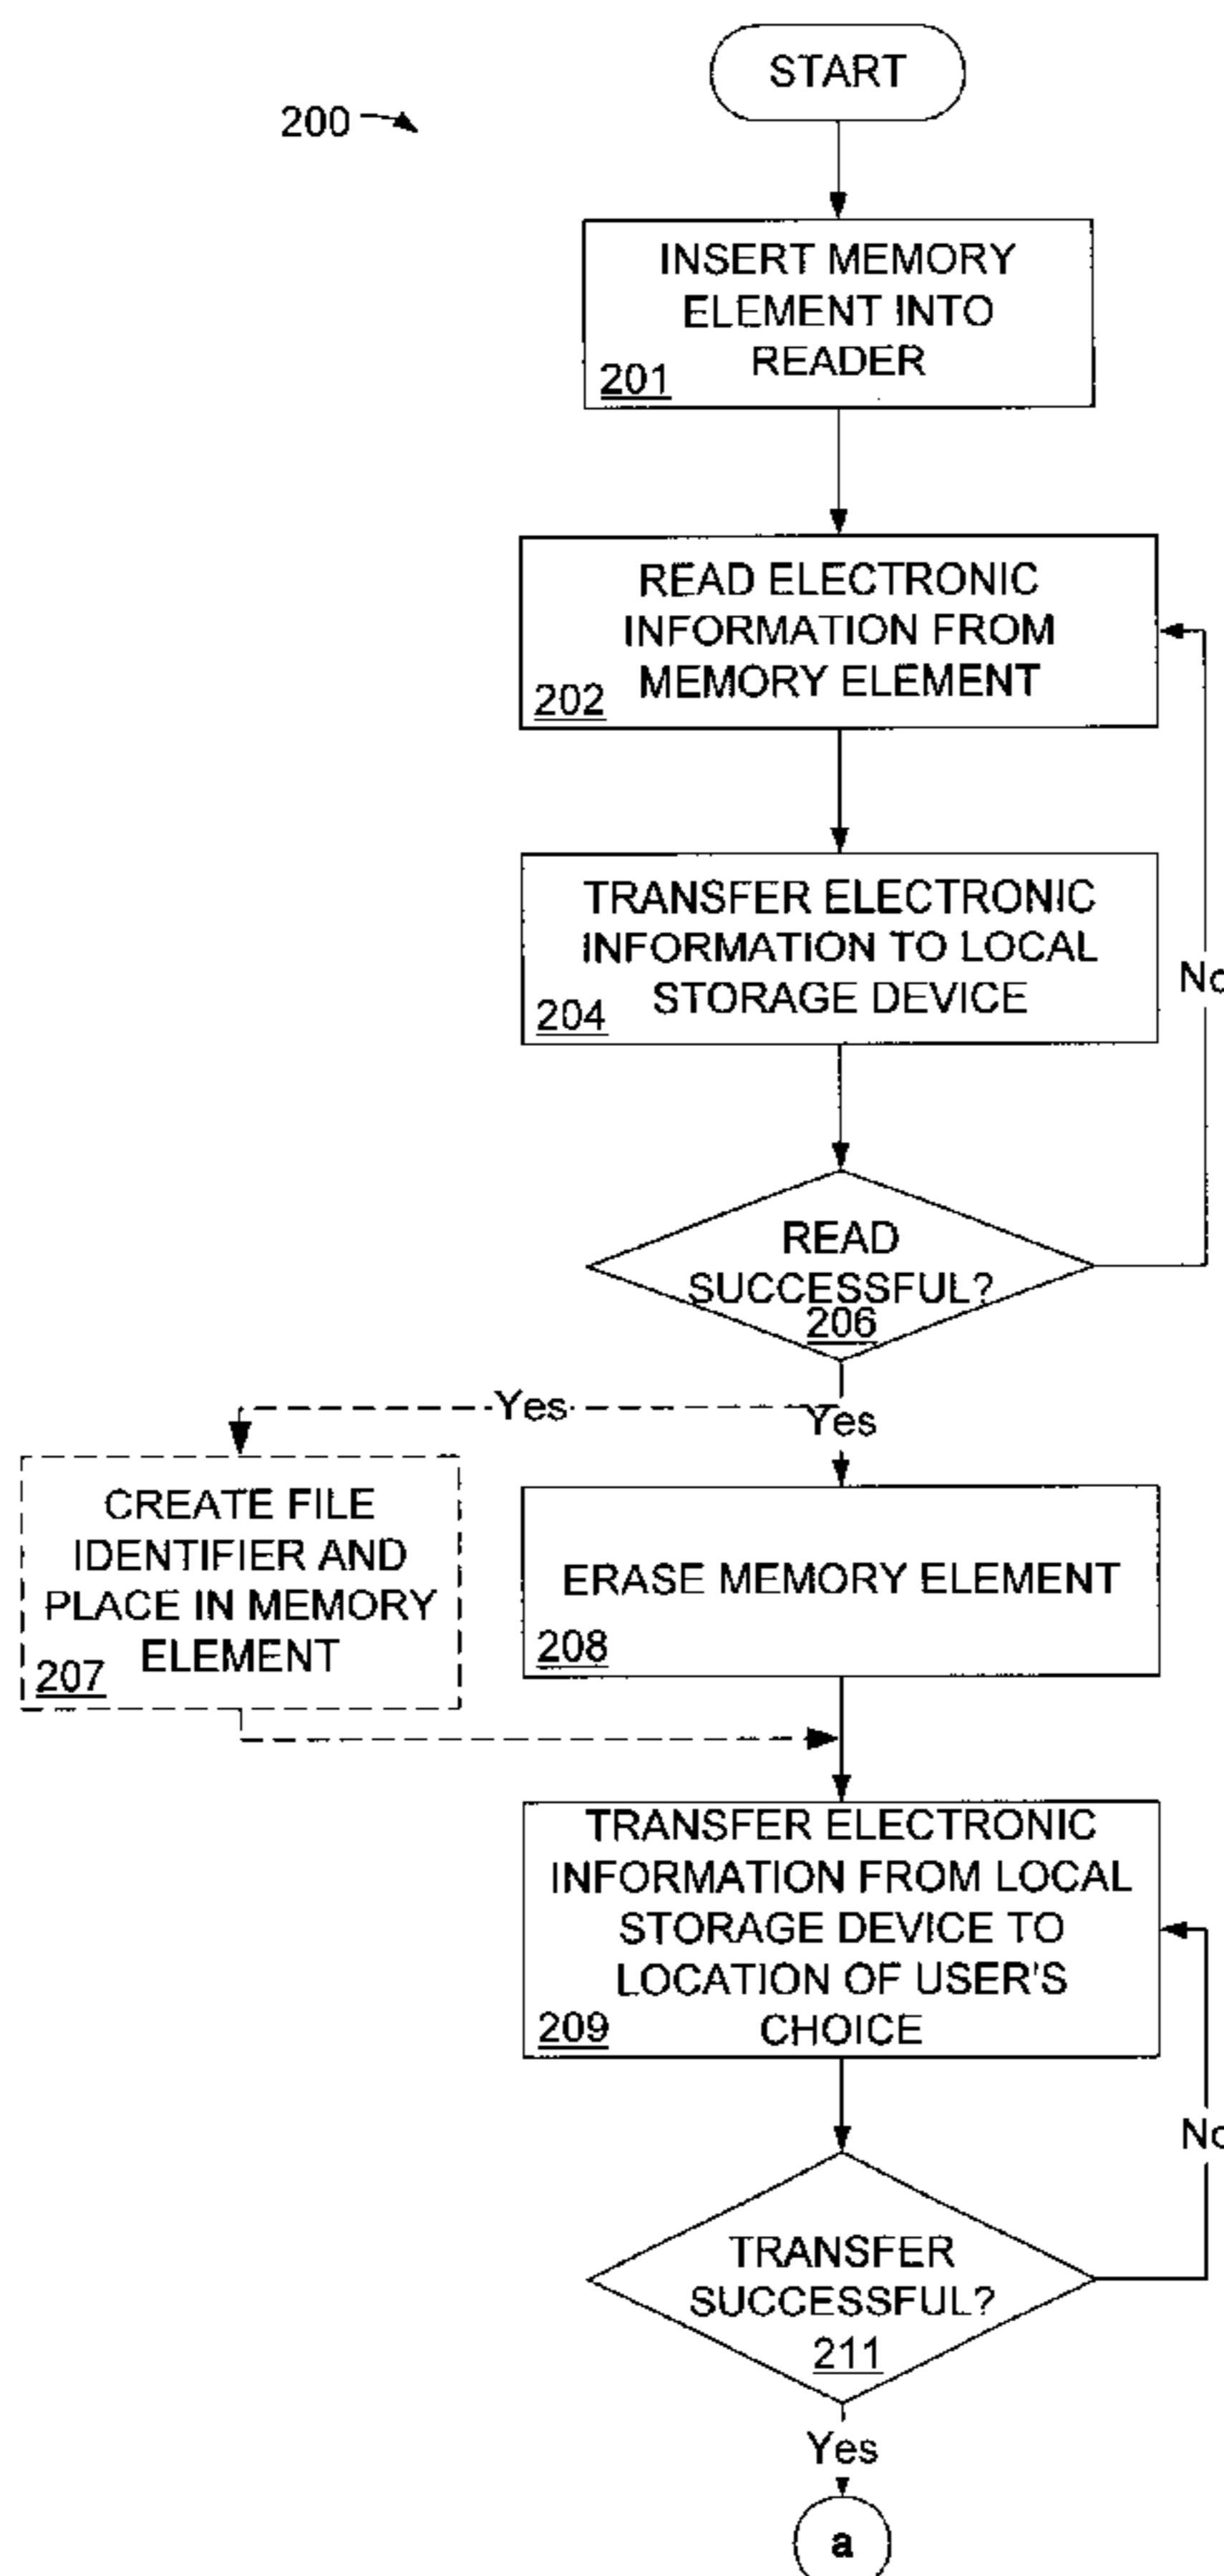 START
200
INSERT MEMORY
ELEMENT INTO
READER
201
READ ELECTRONIC
INFORMATION FROM
MEMORY ELEMENT
202
TRANSFER ELECTRONIC
INFORMATION TO LOCAL
STORAGE DEVICE
204
No
READ
SUCCESSFUL?
206
Yes
Yes
CREATE FILE
IDENTIFIER AND
PLACE IN MEMORY
ELEMENT
207
ERASE MEMORY ELEMENT
208
TRANSFER ELECTRONIC
INFORMATION FROM LOCAL
STORAGE DEVICE TO
LOCATION OF USER'S
CHOICE
209
No
TRANSFER
SUCCESSFUL?
211
Yes
a